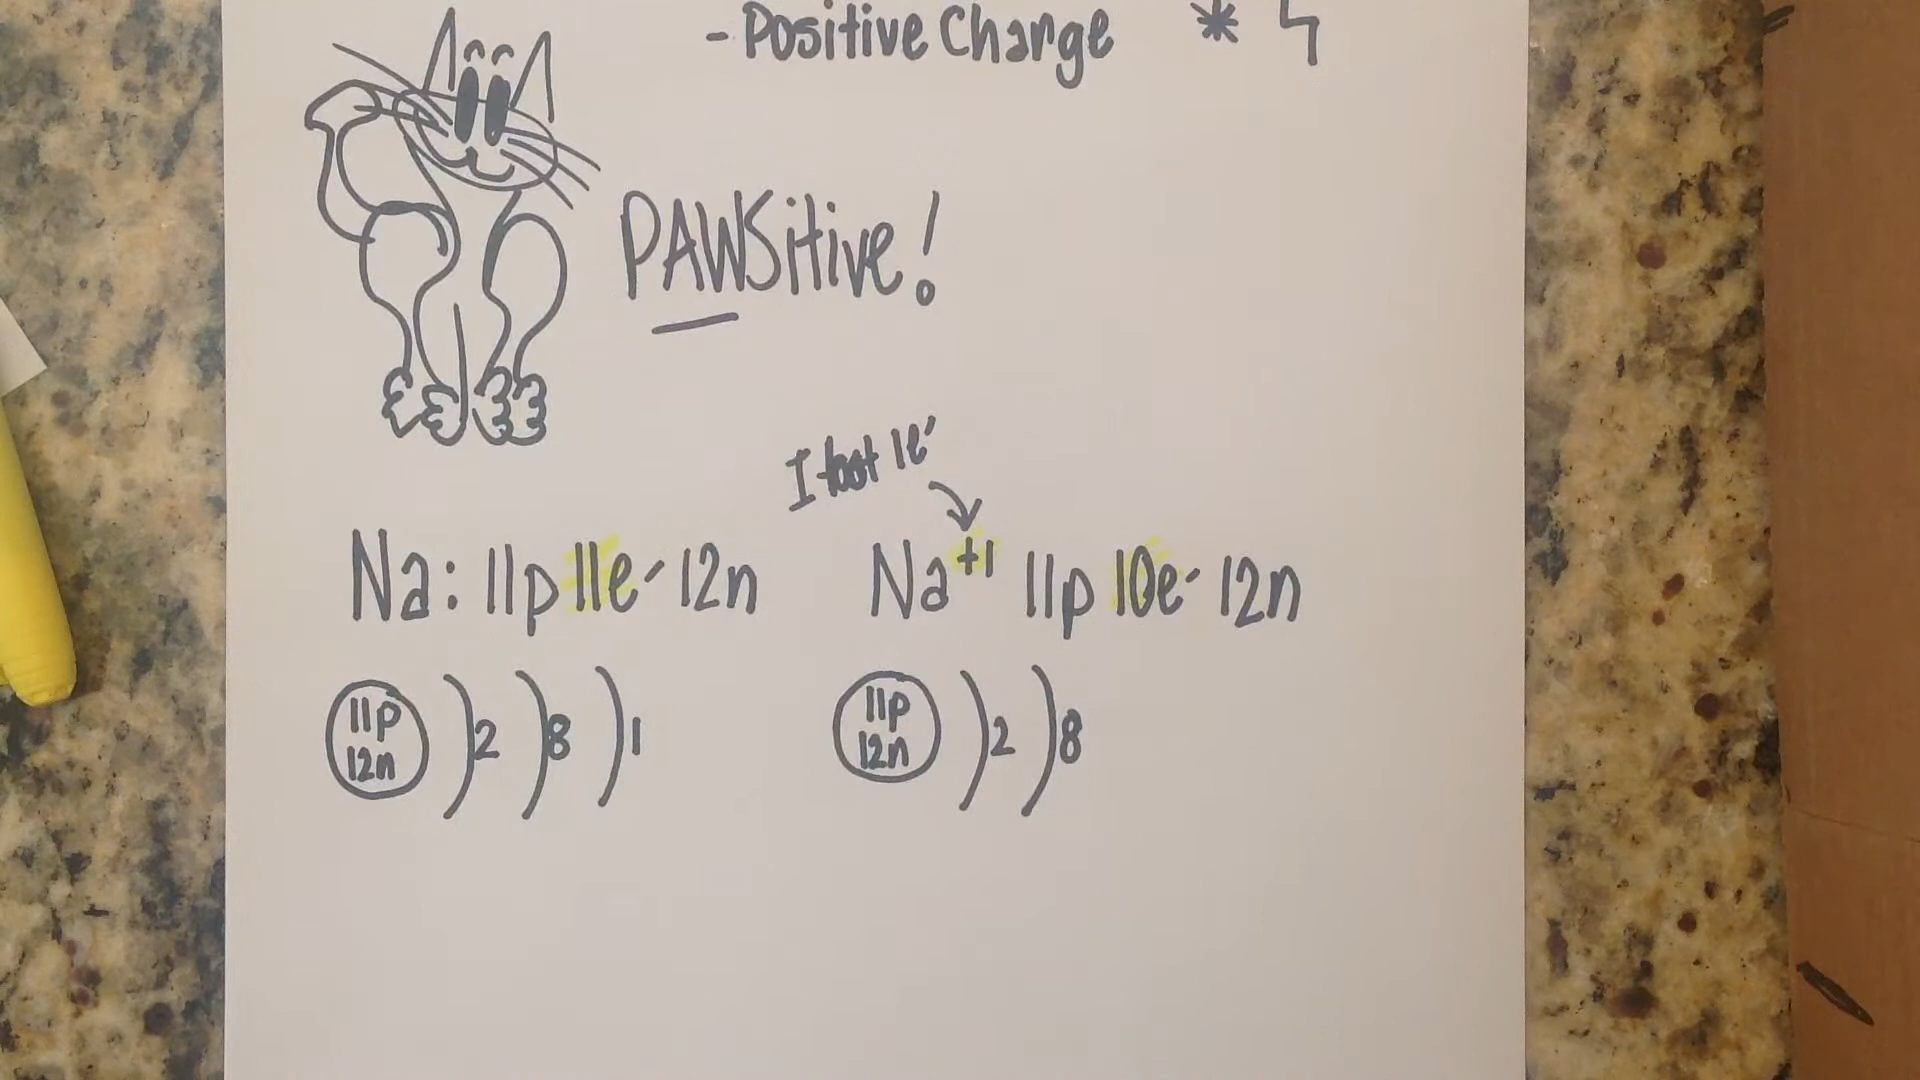 - Positive Charge * 4
PAWSitive!
I lost 1e-
Na: 11p 11e- 12n
Na+1 11p 10e- 12n
11p
12n
2 8 1
11p
12n
2 8